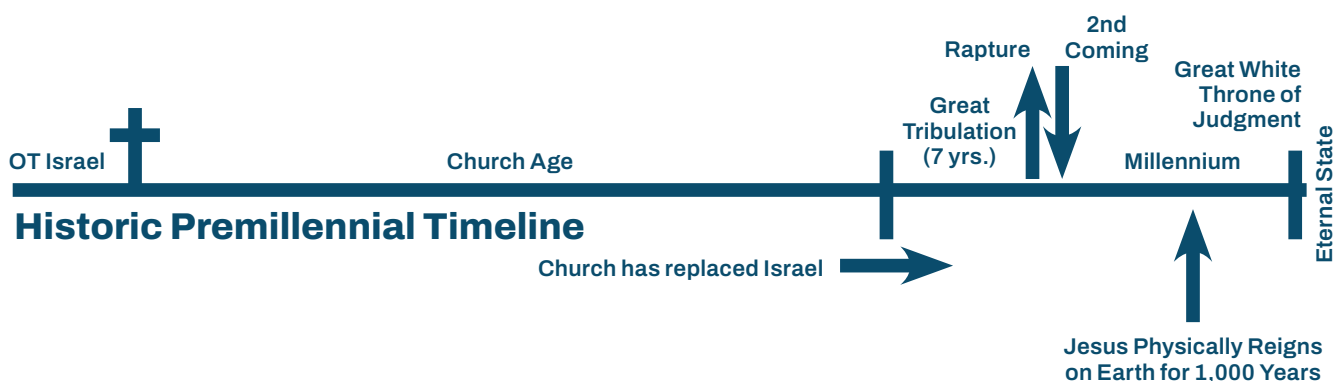 2nd
Rapture
Coming
Great White
Throne of
Judgment
Great
Tribulation
(7 yrs.)
OT Israel
Church Age
Millennium
Eternal State
Historic Premillennial Timeline
Church has replaced Israel
Jesus Physically Reigns
on Earth for 1,000 Years